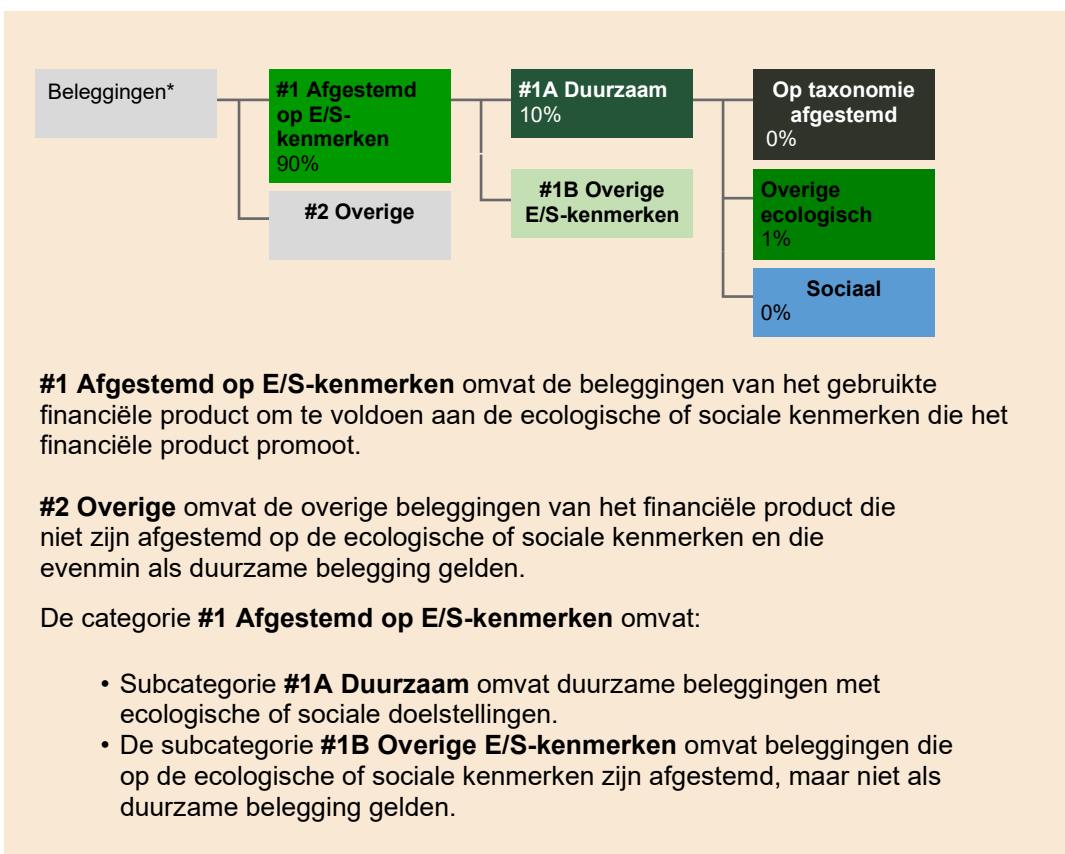 Beleggingen*
#1 Afgestemd
op E/S-
kenmerken
90%
#2 Overige
#1A Duurzaam
10%
#1B Overige
E/S-kenmerken
Op taxonomie
afgestemd
0%
Overige
ecologisch
1%
Sociaal
0%
#1 Afgestemd op E/S-kenmerken omvat de beleggingen van het gebruikte
financiële product om te voldoen aan de ecologische of sociale kenmerken die het
financiële product promoot.
#2 Overige omvat de overige beleggingen van het financiële product die
niet zijn afgestemd op de ecologische of sociale kenmerken en die
evenmin als duurzame belegging gelden.
De categorie #1 Afgestemd op E/S-kenmerken omvat:
• Subcategorie #1A Duurzaam omvat duurzame beleggingen met
ecologische of sociale doelstellingen.
• De subcategorie #1B Overige E/S-kenmerken omvat beleggingen die
op de ecologische of sociale kenmerken zijn afgestemd, maar niet als
duurzame belegging gelden.